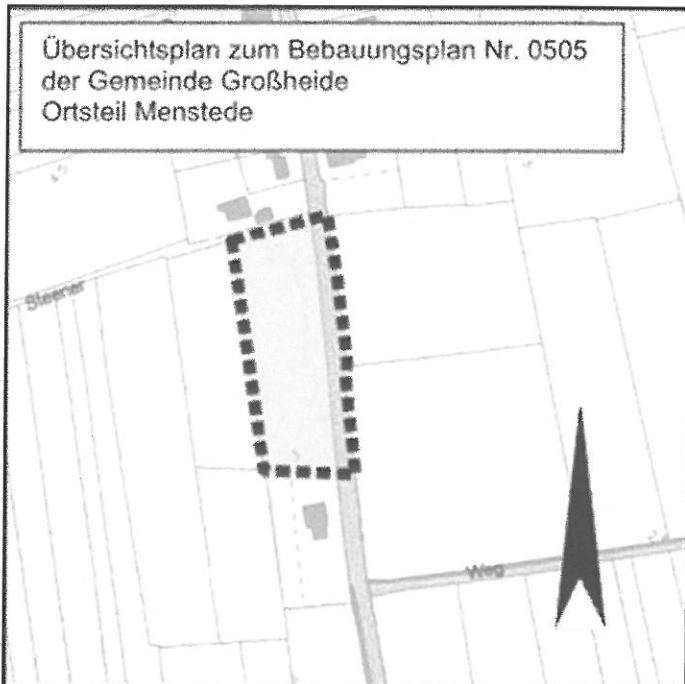 Übersichtsplan zum Bebauungsplan Nr. 0505
der Gemeinde Großheide
Ortsteil Menstede
Steener
Weg